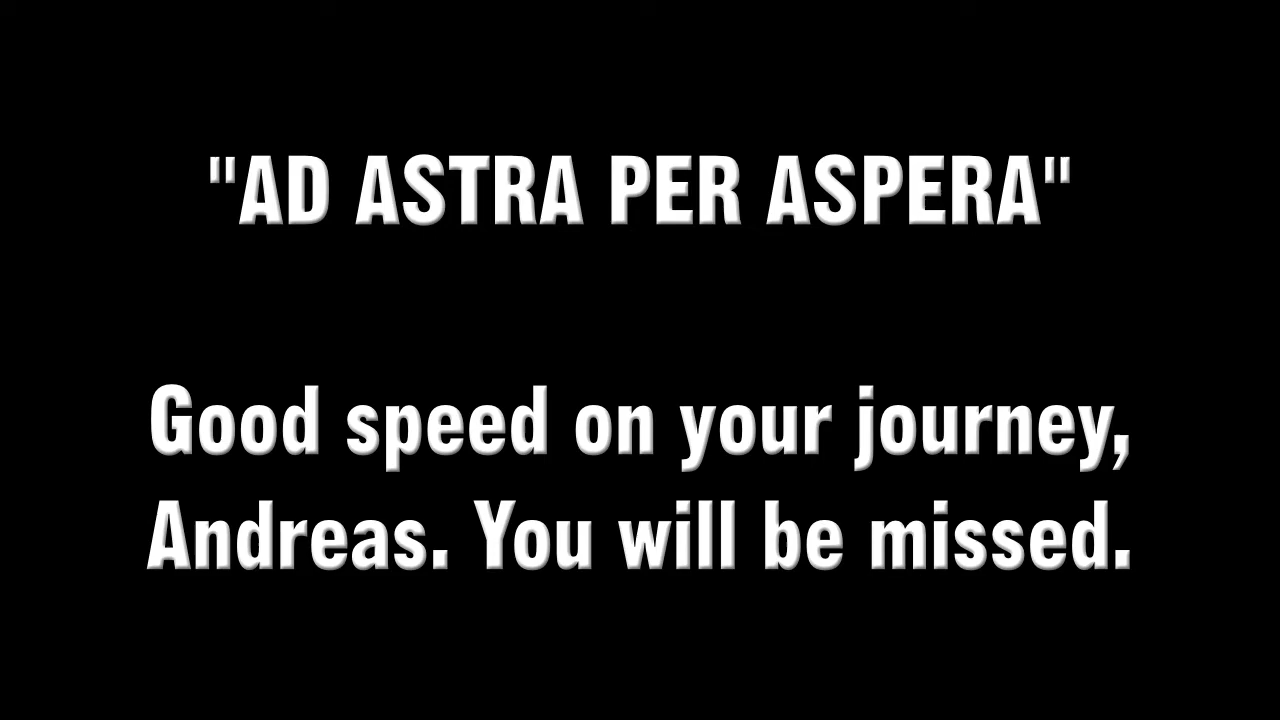 "AD ASTRA PER ASPERA"
Good speed on your journey,
Andreas. You will be missed.